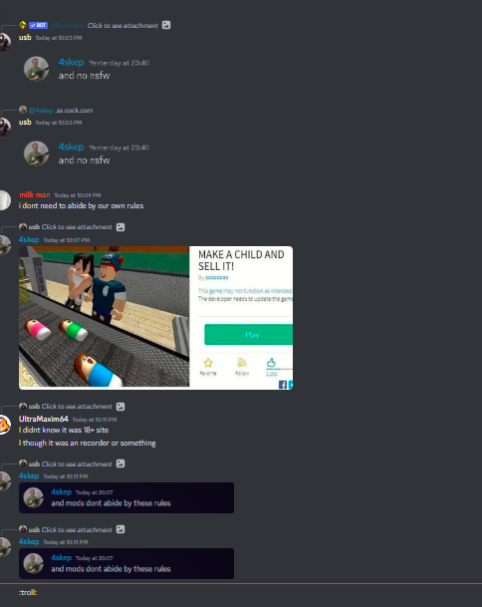 BOT Click to see attachment
usb Today at 10:03 PM
4skep Yesterday at 23:40
and no nsfw
@4skep .ss cock.com
usb Today at 10:03 PM
4skep Yesterday at 23:40
and no nsfw
milk man Today at 10:04 PM
i dont need to abide by our own rules
usb Click to see attachment
4skep Today at 10:07 PM
MAKE A CHILD AND
SELL IT!
By
This game may not function as intended
The developer needs to update the game
Play
Favorite Follow
usb Click to see attachment
UltraMaxim64 Today at 10:11 PM
I didnt know it was 18+ site
I though it was an recorder or something
usb Click to see attachment
4skep Today at 10:11 PM
4skep Today at 20:07
and mods dont abide by these rules
usb Click to see attachment
4skep Today at 10:11 PM
4skep Today at 20:07
and mods dont abide by these rules
:troll: